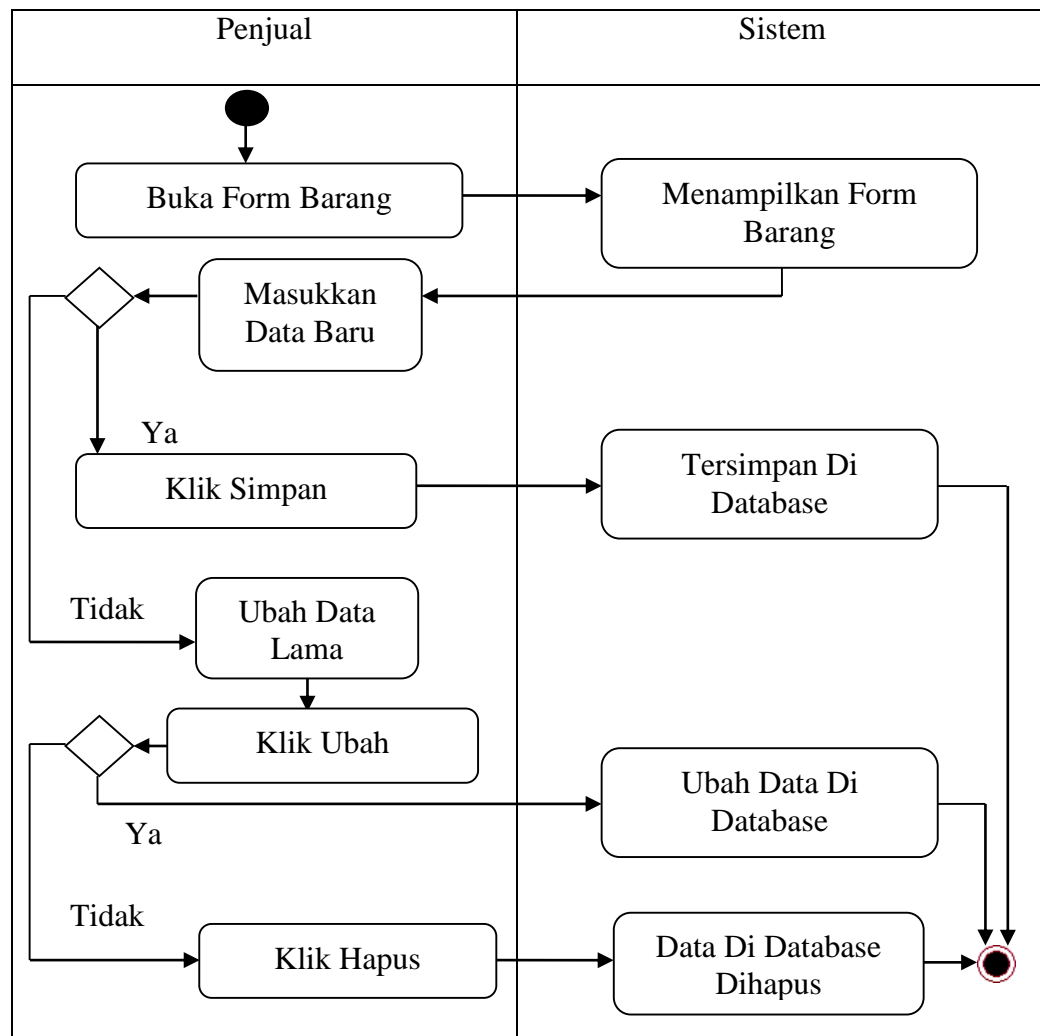 Penjual
Sistem
Buka Form Barang
Menampilkan Form
Barang
Masukkan
Data Baru
Ya
Klik Simpan
Tersimpan Di
Database
Tidak
Ubah Data
Lama
Klik Ubah
Ubah Data Di
Database
Ya
Tidak
Klik Hapus
Data Di Database
Dihapus